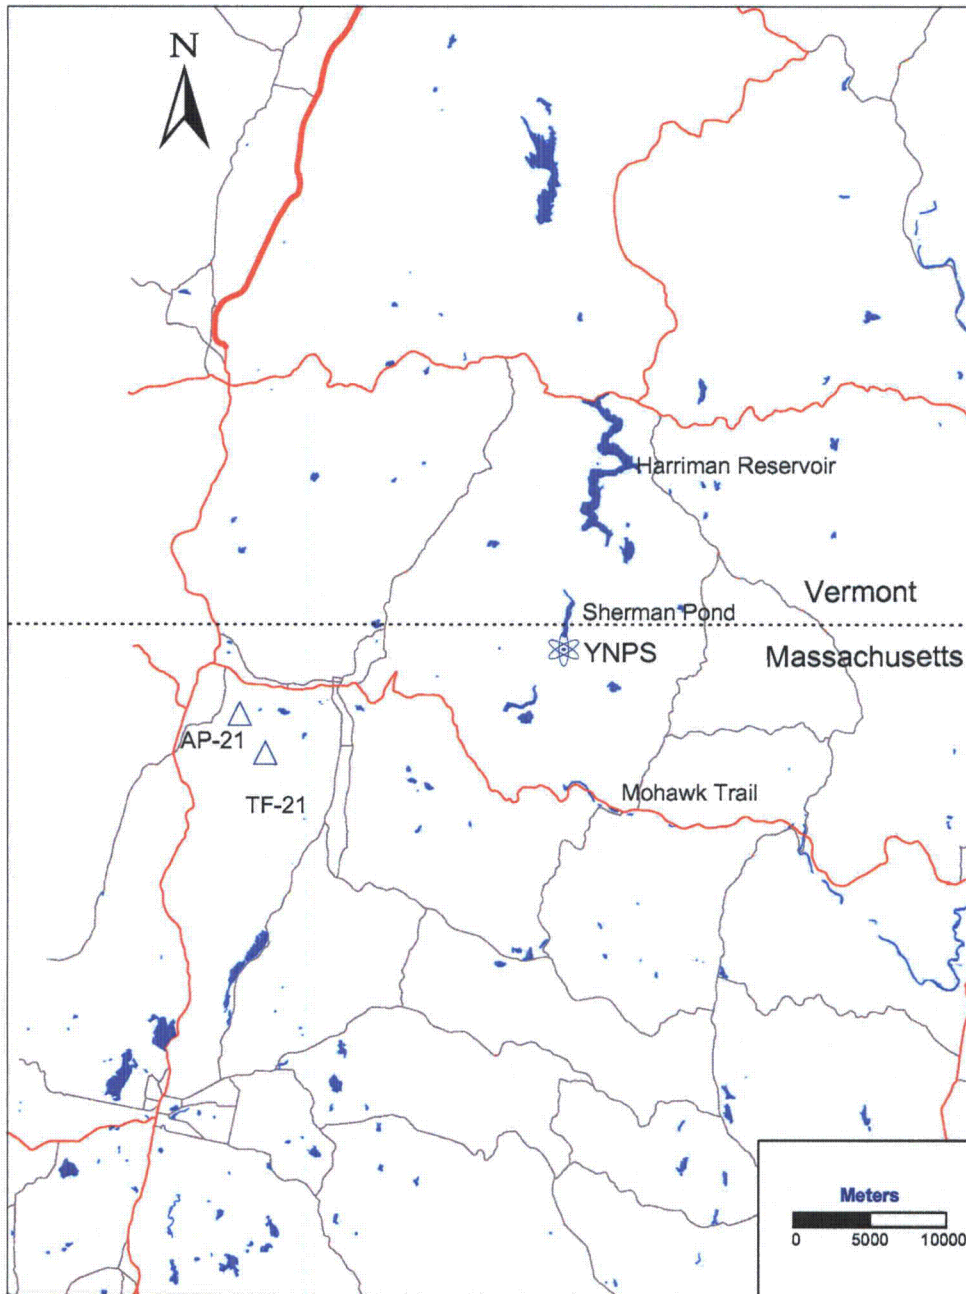 N
Harriman Reservoir
Vermont
Sherman Pond
YNPS
Massachusetts
AP-21
TF-21
Mohawk Trail
Meters
0 5000 10000